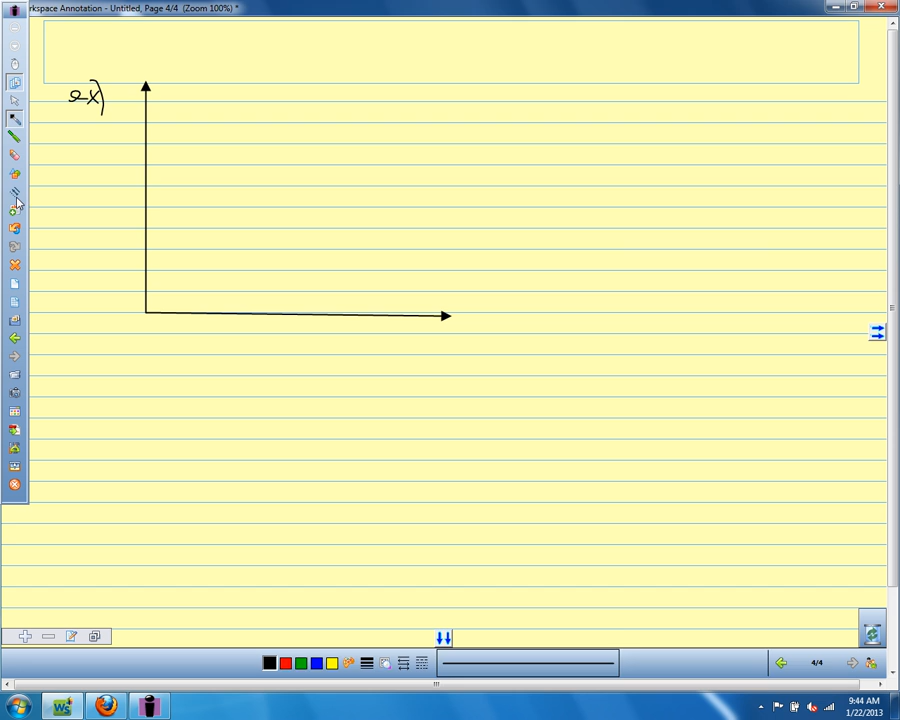 rkspace Annotation - Untitled, Page 4/4 (Zoom 100%) *
ex)
4/4
9:44 AM
1/22/2013